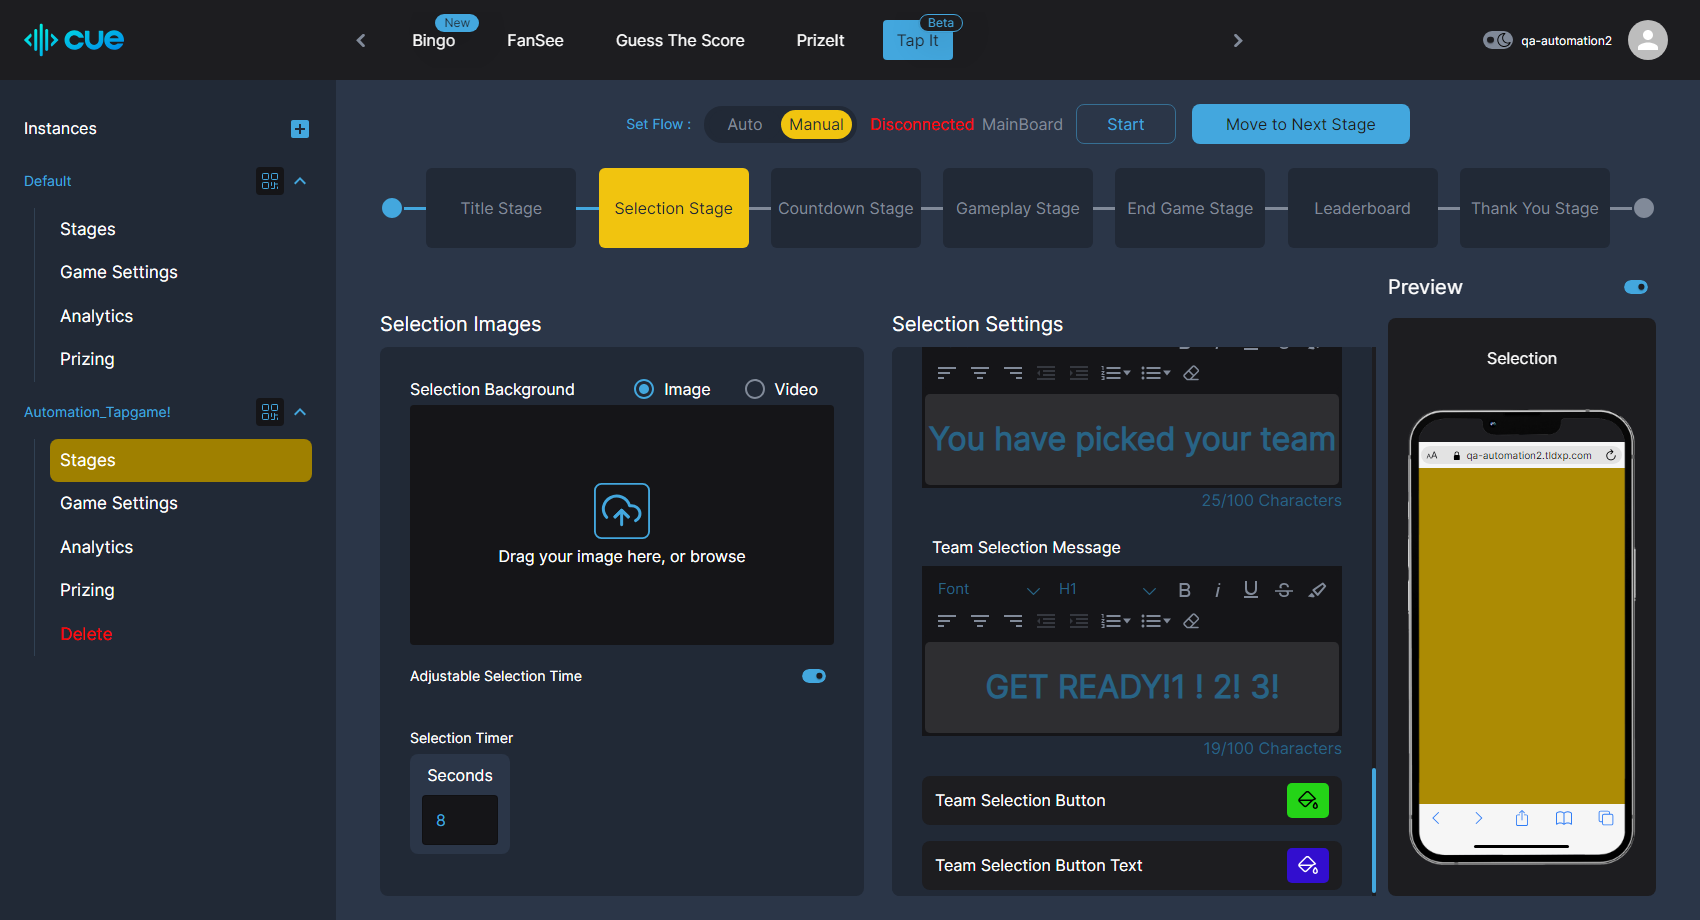 cue
Bingo
New
FanSee
Guess The Score
PrizeIt
Tap It
Beta
qa-automation2
Instances
Default
Stages
Game Settings
Analytics
Prizing
Automation_Tapgame!
Stages
Game Settings
Analytics
Prizing
Delete
Set Flow :
Auto
Manual
Disconnected MainBoard
Start
Move to Next Stage
Title Stage
Selection Stage
Countdown Stage
Gameplay Stage
End Game Stage
Leaderboard
Thank You Stage
Selection Images
Selection Background
Image
Video
Drag your image here, or browse
Adjustable Selection Time
Selection Timer
Seconds
8
Selection Settings
You have picked your team
25/100 Characters
Team Selection Message
Font
H1
B
i
U
S
GET READY!1 ! 2! 3!
19/100 Characters
Team Selection Button
Team Selection Button Text
Preview
Selection
AA
qa-automation2.tldxp.com